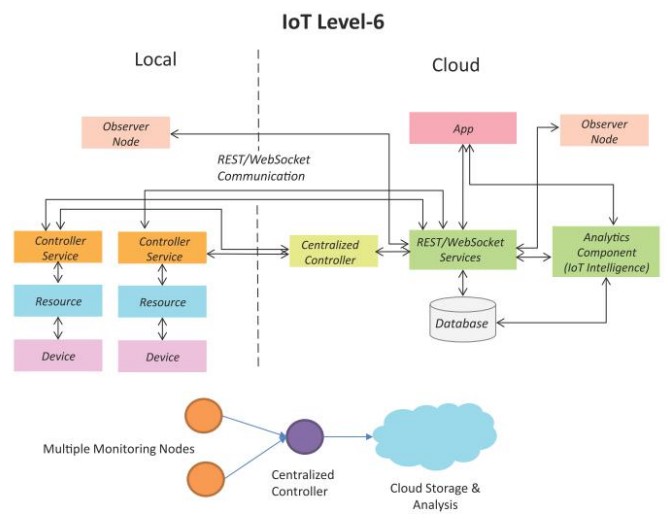 IoT Level-6
Local
Cloud
Observer
Node
App
Observer
Node
REST/WebSocket
Communication
Controller
Service
Controller
Service
Centralized
Controller
REST/WebSocket
Services
Analytics
Component
(IoT Intelligence)
Resource
Resource
Database
Device
Device
Multiple Monitoring Nodes
Centralized
Controller
Cloud Storage &
Analysis